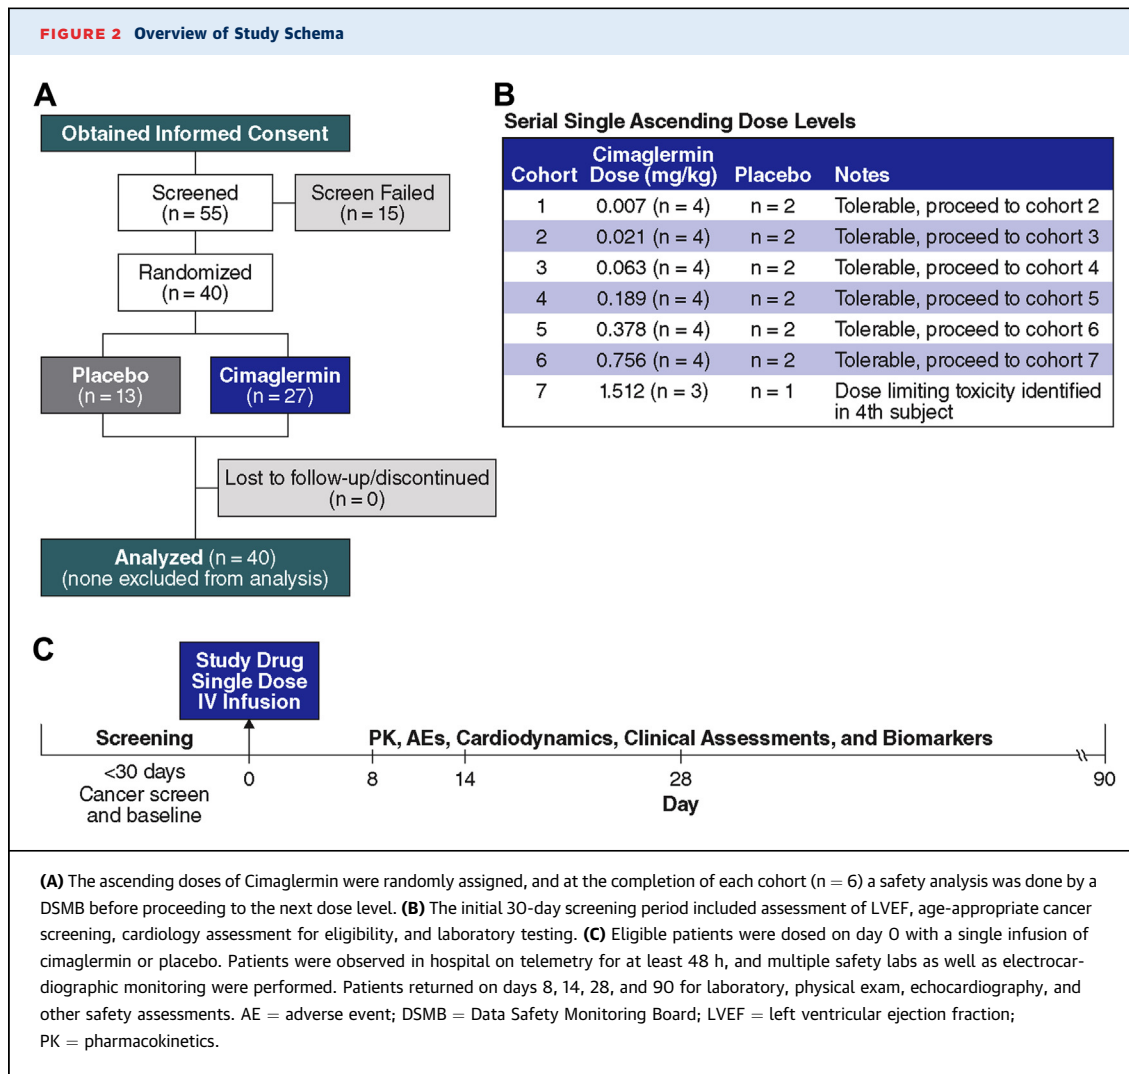 FIGURE 2 Overview of Study Schema
A
Obtained Informed Consent
Screened
(n = 55)
Screen Failed
(n = 15)
Randomized
(n = 40)
Placebo
(n = 13)
Cimaglermin
(n = 27)
Lost to follow-up/discontinued
(n = 0)
Analyzed (n = 40)
(none excluded from analysis)
B
Serial Single Ascending Dose Levels
Cohort Cimaglermin Dose (mg/kg) Placebo Notes
1 0.007 (n = 4) n = 2 Tolerable, proceed to cohort 2
2 0.021 (n = 4) n = 2 Tolerable, proceed to cohort 3
3 0.063 (n = 4) n = 2 Tolerable, proceed to cohort 4
4 0.189 (n = 4) n = 2 Tolerable, proceed to cohort 5
5 0.378 (n = 4) n = 2 Tolerable, proceed to cohort 6
6 0.756 (n = 4) n = 2 Tolerable, proceed to cohort 7
7 1.512 (n = 3) n = 1 Dose limiting toxicity identified
in 4th subject
C
Study Drug
Single Dose
IV Infusion
Screening PK, AEs, Cardiodynamics, Clinical Assessments, and Biomarkers
<30 days
Cancer screen
and baseline
0 8 14 28 90
Day
(A) The ascending doses of Cimaglermin were randomly assigned, and at the completion of each cohort (n = 6) a safety analysis was done by a
DSMB before proceeding to the next dose level. (B) The initial 30-day screening period included assessment of LVEF, age-appropriate cancer
screening, cardiology assessment for eligibility, and laboratory testing. (C) Eligible patients were dosed on day 0 with a single infusion of
cimaglermin or placebo. Patients were observed in hospital on telemetry for at least 48 h, and multiple safety labs as well as electrocar-
diographic monitoring were performed. Patients returned on days 8, 14, 28, and 90 for laboratory, physical exam, echocardiography, and
other safety assessments. AE = adverse event; DSMB = Data Safety Monitoring Board; LVEF = left ventricular ejection fraction;
PK = pharmacokinetics.